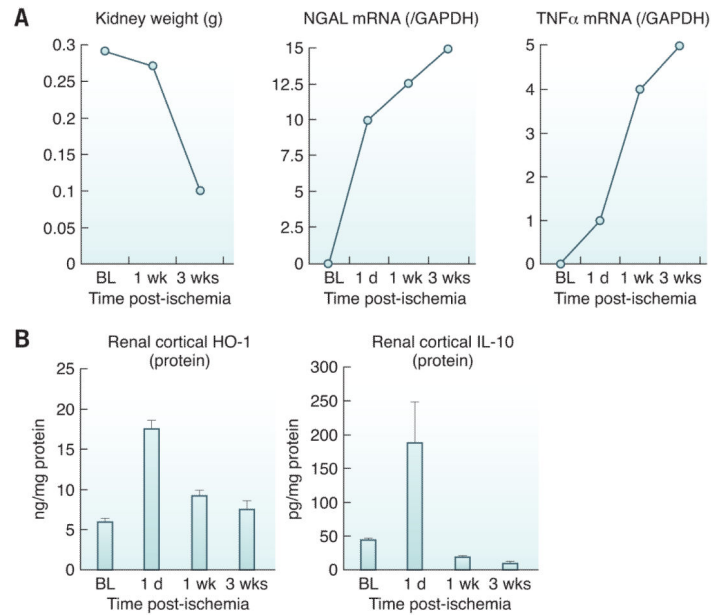 A
Kidney weight (g)
0.3
0.25
0.2
0.15
0.1
0.05
0
BL 1 wk 3 wks
Time post-ischemia
NGAL mRNA (/GAPDH)
15
12.5
10
7.5
5
2.5
0
BL 1 d 1 wk 3 wks
Time post-ischemia
TNFα mRNA (/GAPDH)
5
4
3
2
1
0
BL 1 d 1 wk 3 wks
Time post-ischemia
B
Renal cortical HO-1
(protein)
ng/mg protein
25
20
15
10
5
0
BL 1 d 1 wk 3 wks
Time post-ischemia
Renal cortical IL-10
(protein)
pg/mg protein
300
250
200
150
100
50
0
BL 1 d 1 wk 3 wks
Time post-ischemia